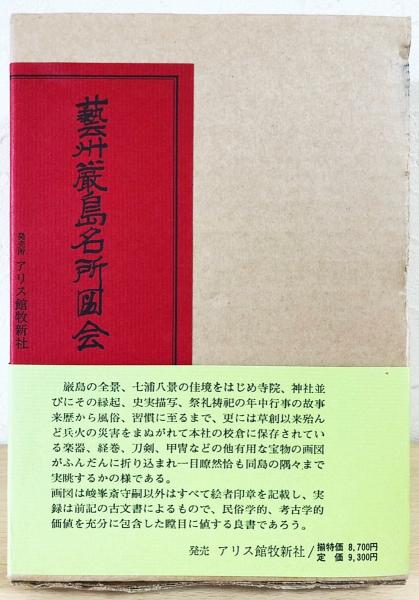 藝州嚴島名所図会
発売所 アリス館牧新社
厳島の全景、七浦八景の佳境をはじめ寺院、神社並
びにその縁起、史実描写、祭礼祷祀の年中行事の故事
来歴から風俗、習慣に至るまで、更には草創以来殆ん
ど兵火の災害をまぬがれて本社の校倉に保存されてい
る楽器、経巻、刀剣、甲冑などの他有用な宝物の画図
がふんだんに折り込まれ一目瞭然恰も同島の隅々まで
実眺するかの様である。
画図は峻峯斎守嗣以外はすべて絵者印章を記載し、実
録は前記の古文書によるもので、民俗学的、考古学的
価値を充分に包含した瞠目に値する良書であろう。
発売 アリス館牧新社/揃特価 8,700円
定 価 9,300円